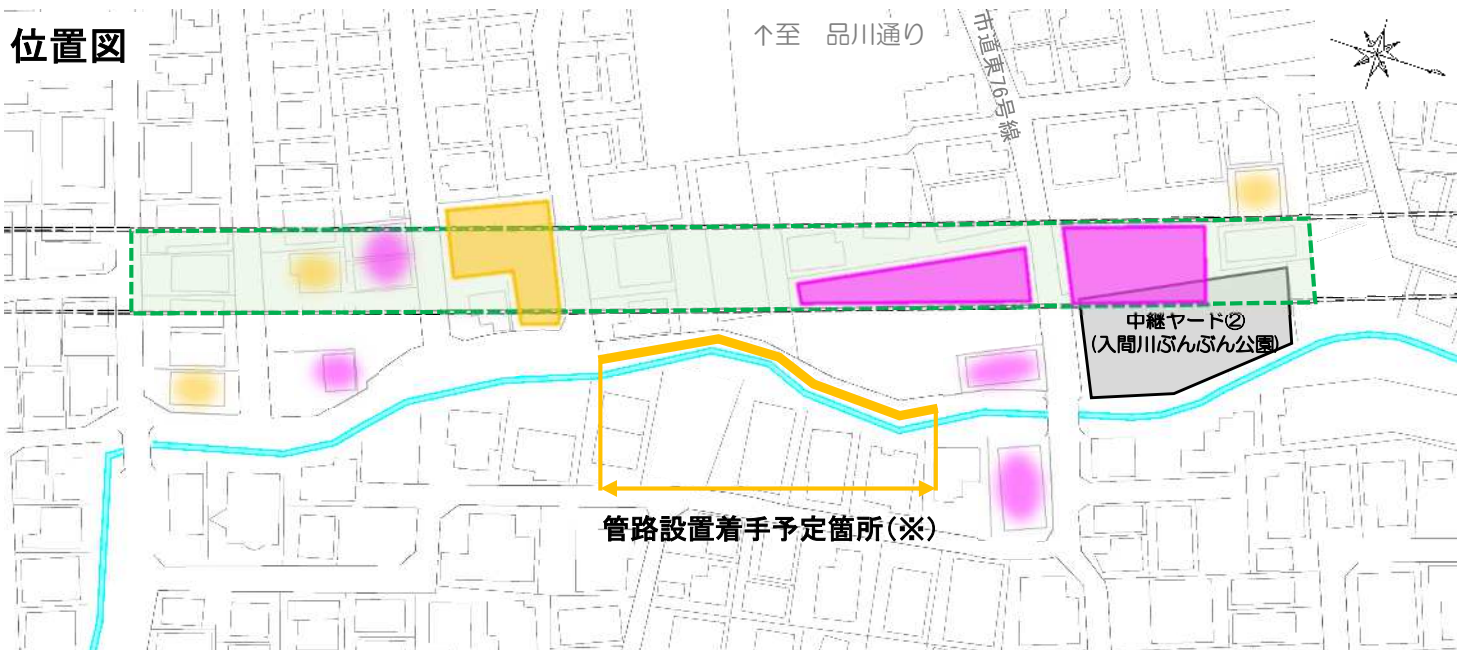 位置図
↑至 品川通り
市道東76号線
中継ヤード②
(入間川ぶんぶん公園)
管路設置着手予定箇所(※)